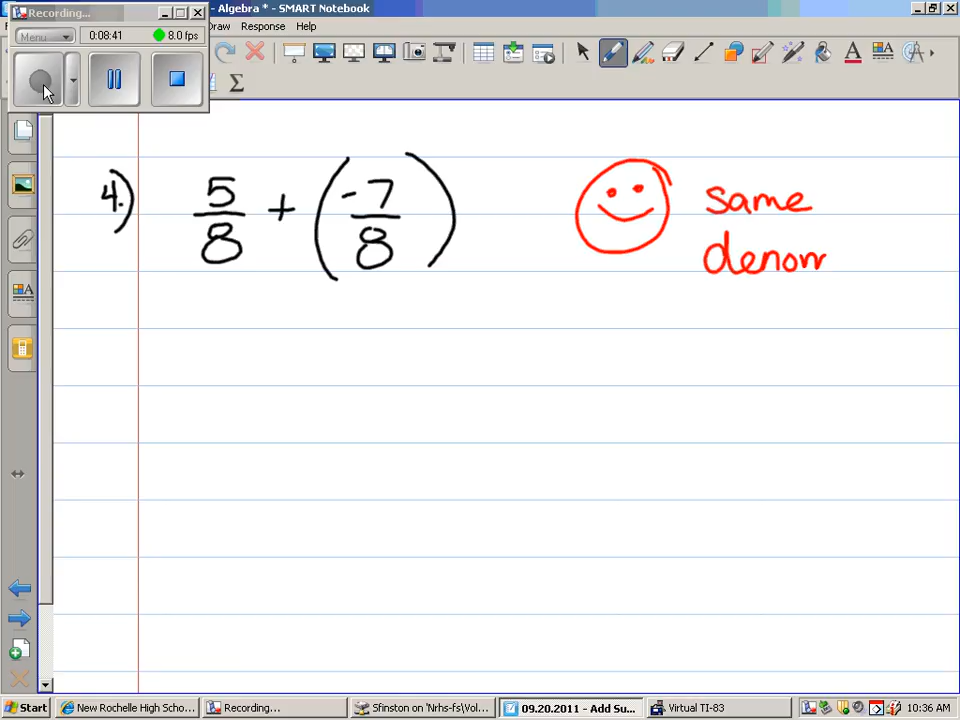 Recording...
- Algebra * - SMART Notebook
Menu
0:08:41
8.0 fps
Draw Response Help
4.) 5/8 + (-7/8)
same
denom
Start
New Rochelle High Schoo...
Recording...
Sfinston on 'Nrhs-fs\Vol...
09.20.2011 - Add Su...
Virtual TI-83
10:36 AM